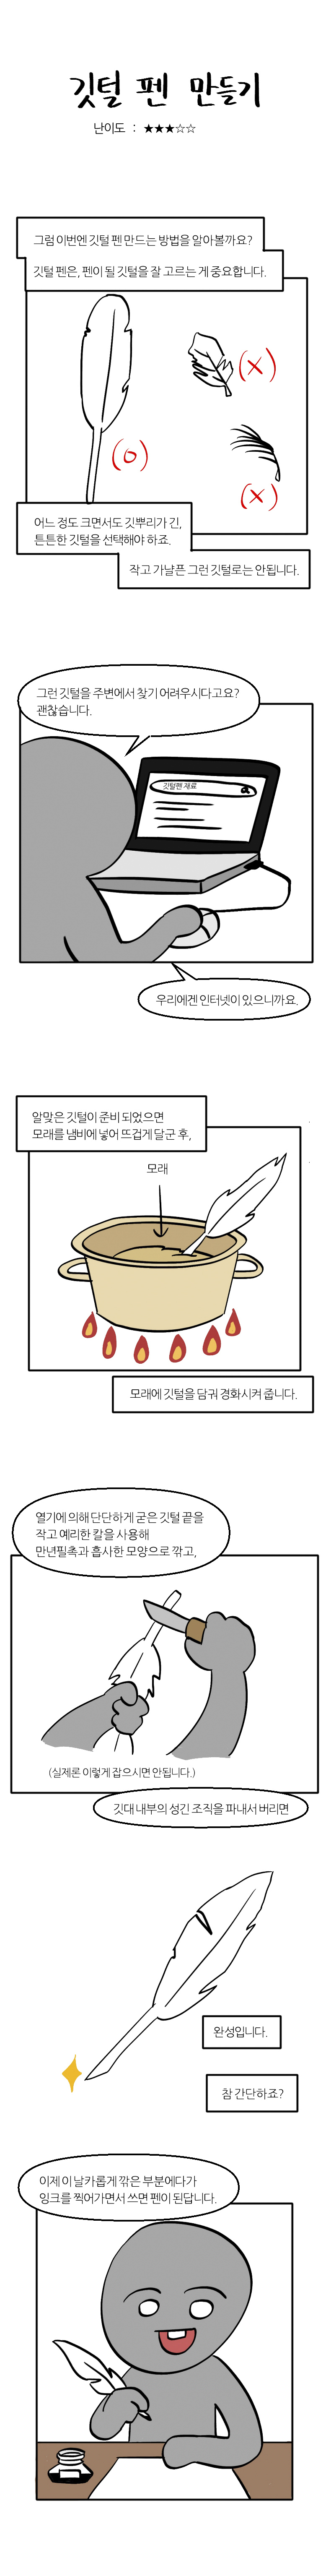 깃털 펜 만들기
난이도 : ★★★☆☆
그럼 이번엔 깃털 펜 만드는 방법을 알아볼까요?
깃털 펜은, 펜이 될 깃털을 잘 고르는 게 중요합니다.
(X)
(O)
(X)
어느 정도 크면서도 깃뿌리가 긴,
튼튼한 깃털을 선택해야 하죠.
작고 가냘픈 그런 깃털로는 안됩니다.
그런 깃털을 주변에서 찾기 어려우시다고요?
괜찮습니다.
깃털펜 재료
우리에겐 인터넷이 있으니까요.
알맞은 깃털이 준비 되었으면
모래를 냄비에 넣어 뜨겁게 달군 후,
모래
모래에 깃털을 담궈 경화시켜 줍니다.
열기에 의해 단단하게 굳은 깃털 끝을
작고 예리한 칼을 사용해
만년필촉과 흡사한 모양으로 깎고,
(실제론 이렇게 잡으시면 안됩니다.)
깃대 내부의 성긴 조직을 파내서 버리면
완성입니다.
참 간단하죠?
이제 이 날카롭게 깎은 부분에다가
잉크를 찍어가면서 쓰면 펜이 된답니다.